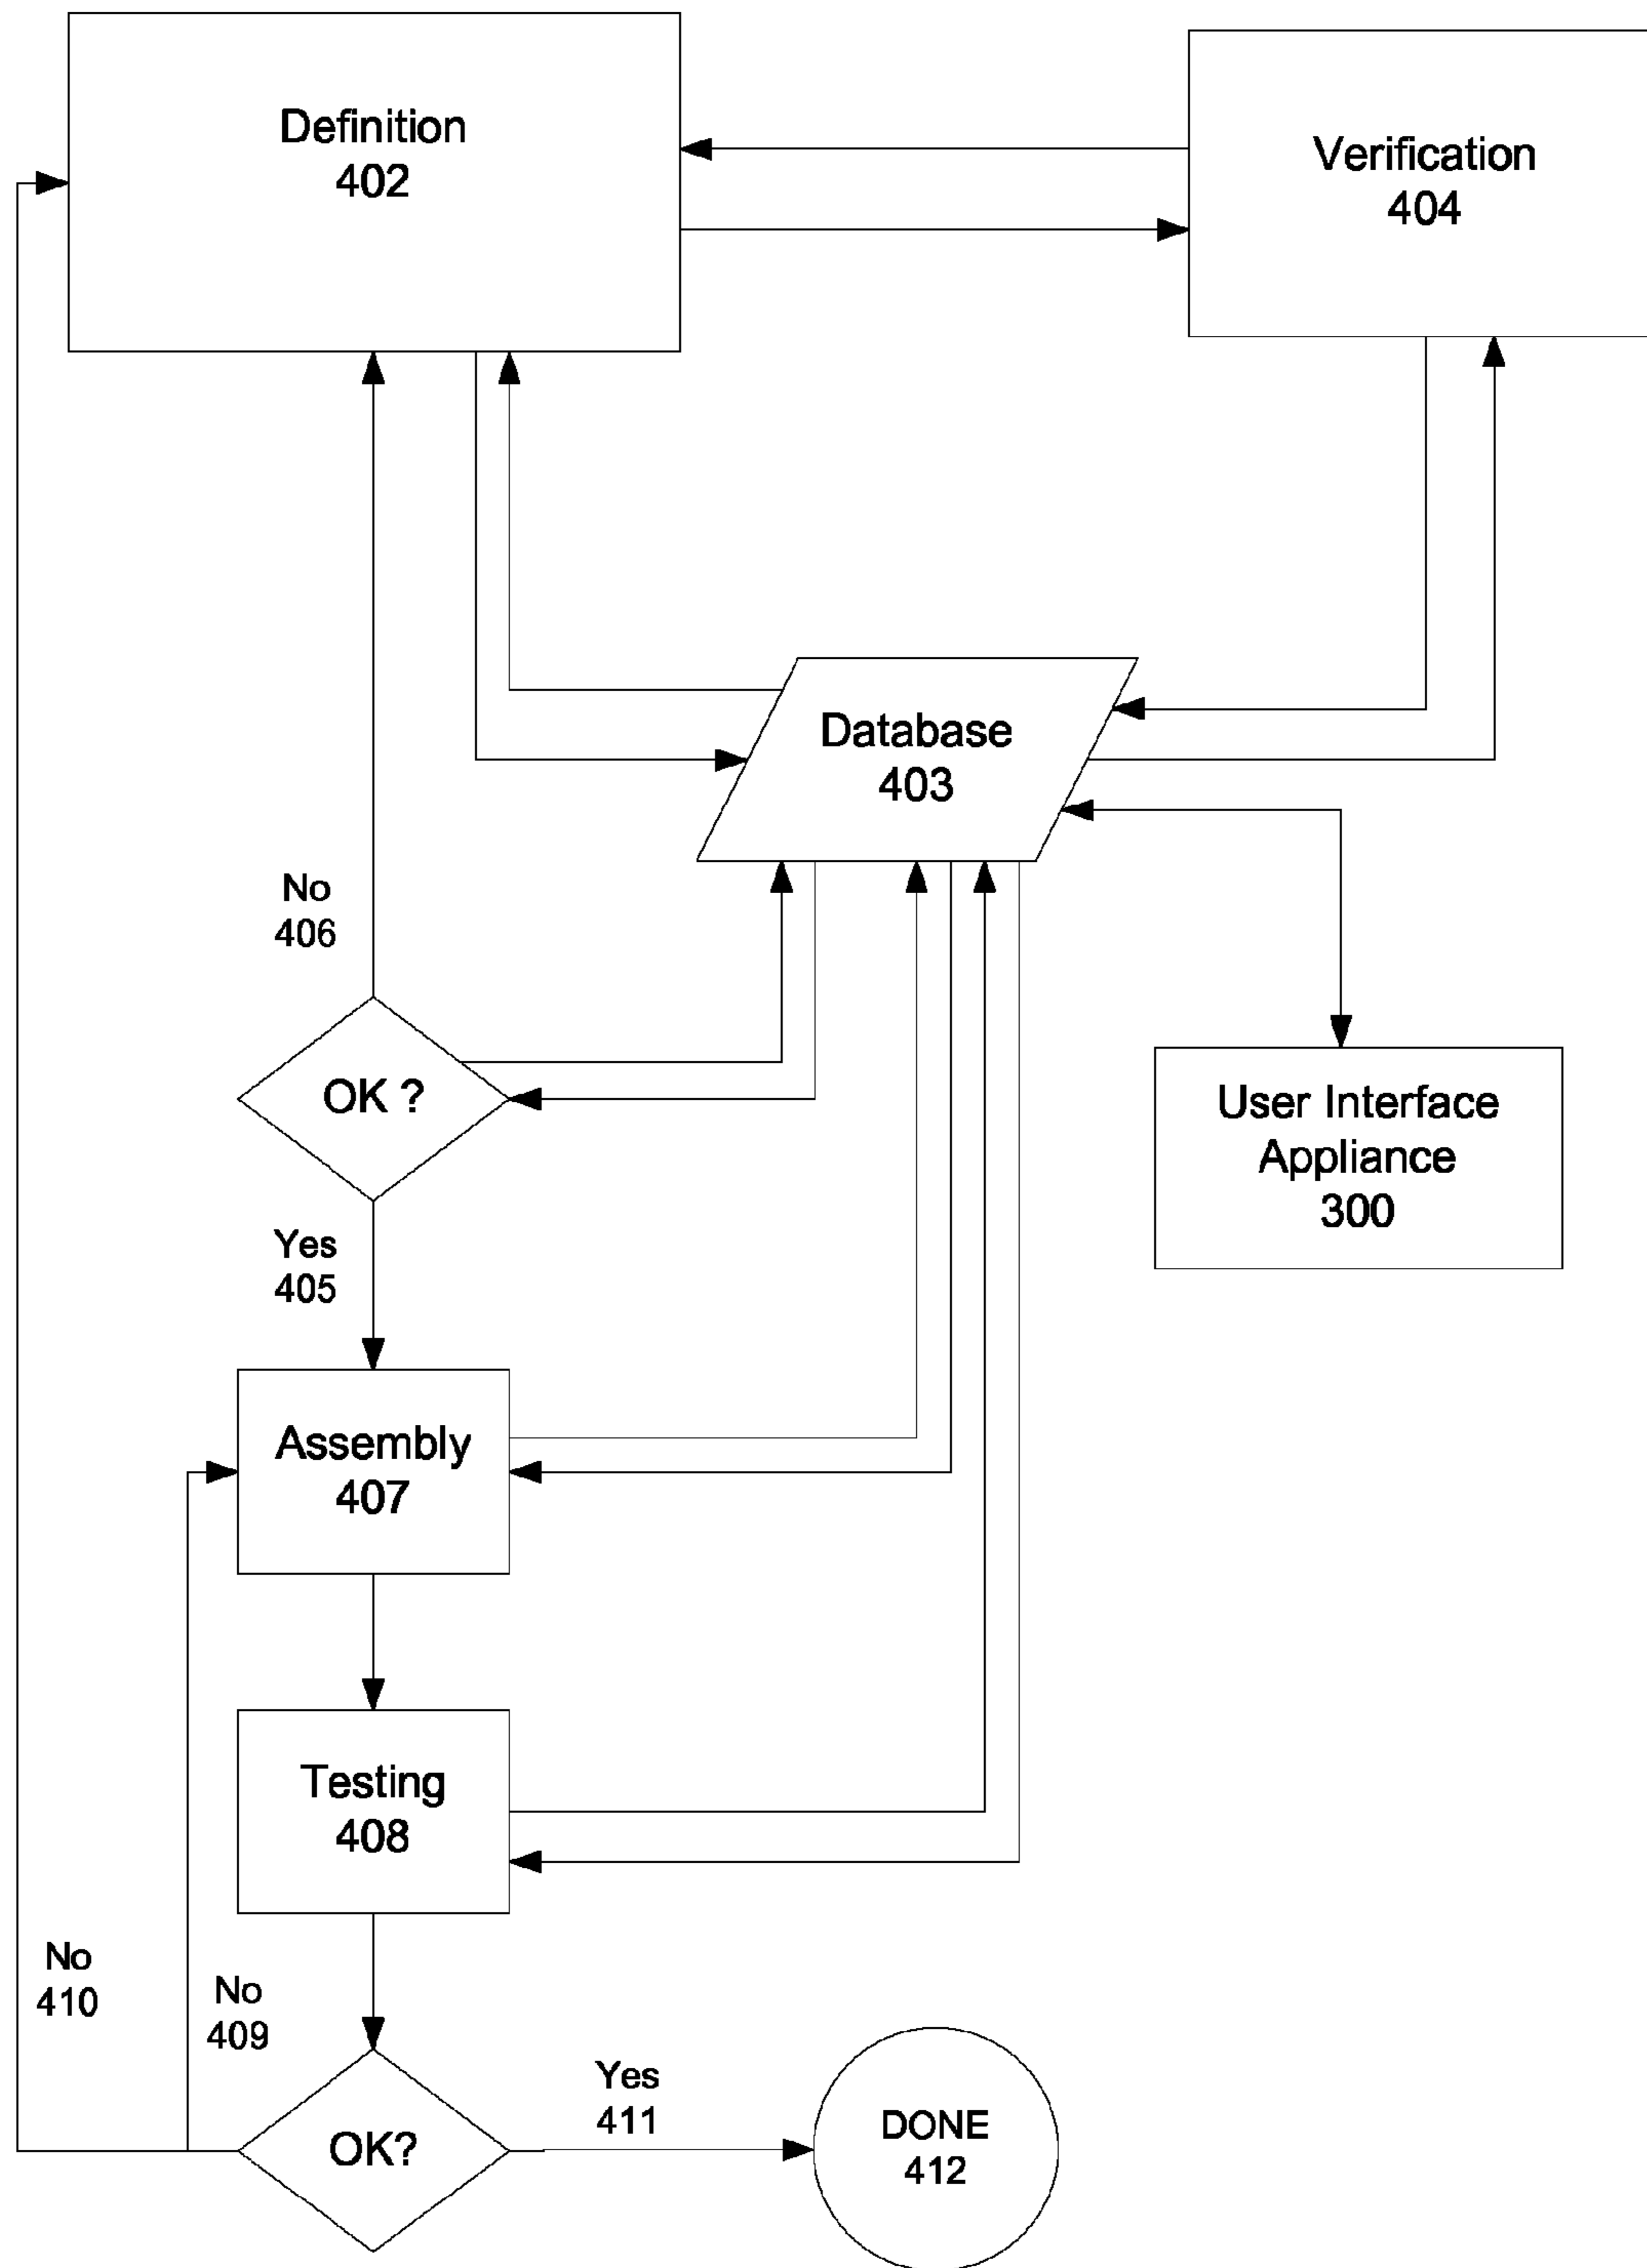 Definition
402
Verification
404
Database
403
No
406
OK ?
User Interface
Appliance
300
Yes
405
Assembly
407
Testing
408
No
410
No
409
Yes
411
OK?
DONE
412